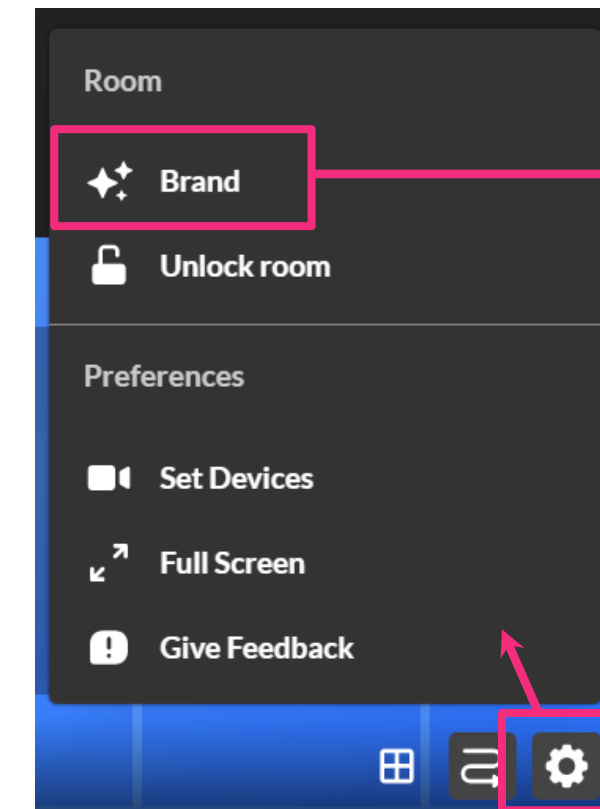 Room
Brand
Unlock room
Preferences
Set Devices
Full Screen
Give Feedback